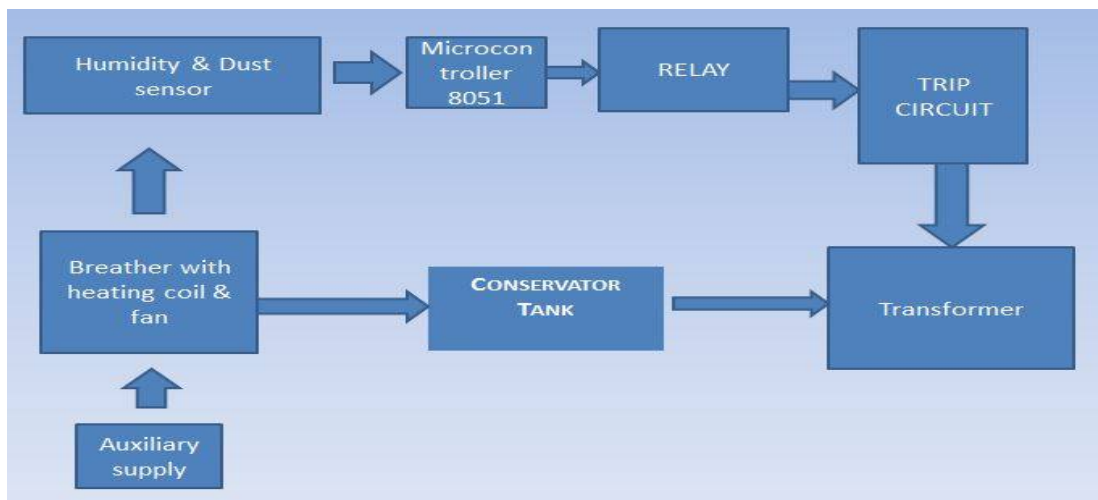 Humidity & Dust
sensor
Microcon
troller
8051
RELAY
TRIP
CIRCUIT
Breather with
heating coil &
fan
CONSERVATOR
TANK
Transformer
Auxiliary
supply